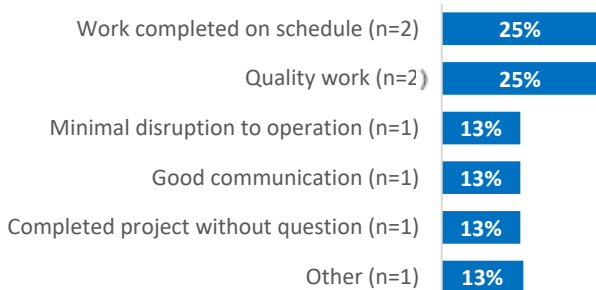 Work completed on schedule (n=2) 25%
Quality work (n=2) 25%
Minimal disruption to operation (n=1) 13%
Good communication (n=1) 13%
Completed project without question (n=1) 13%
Other (n=1) 13%